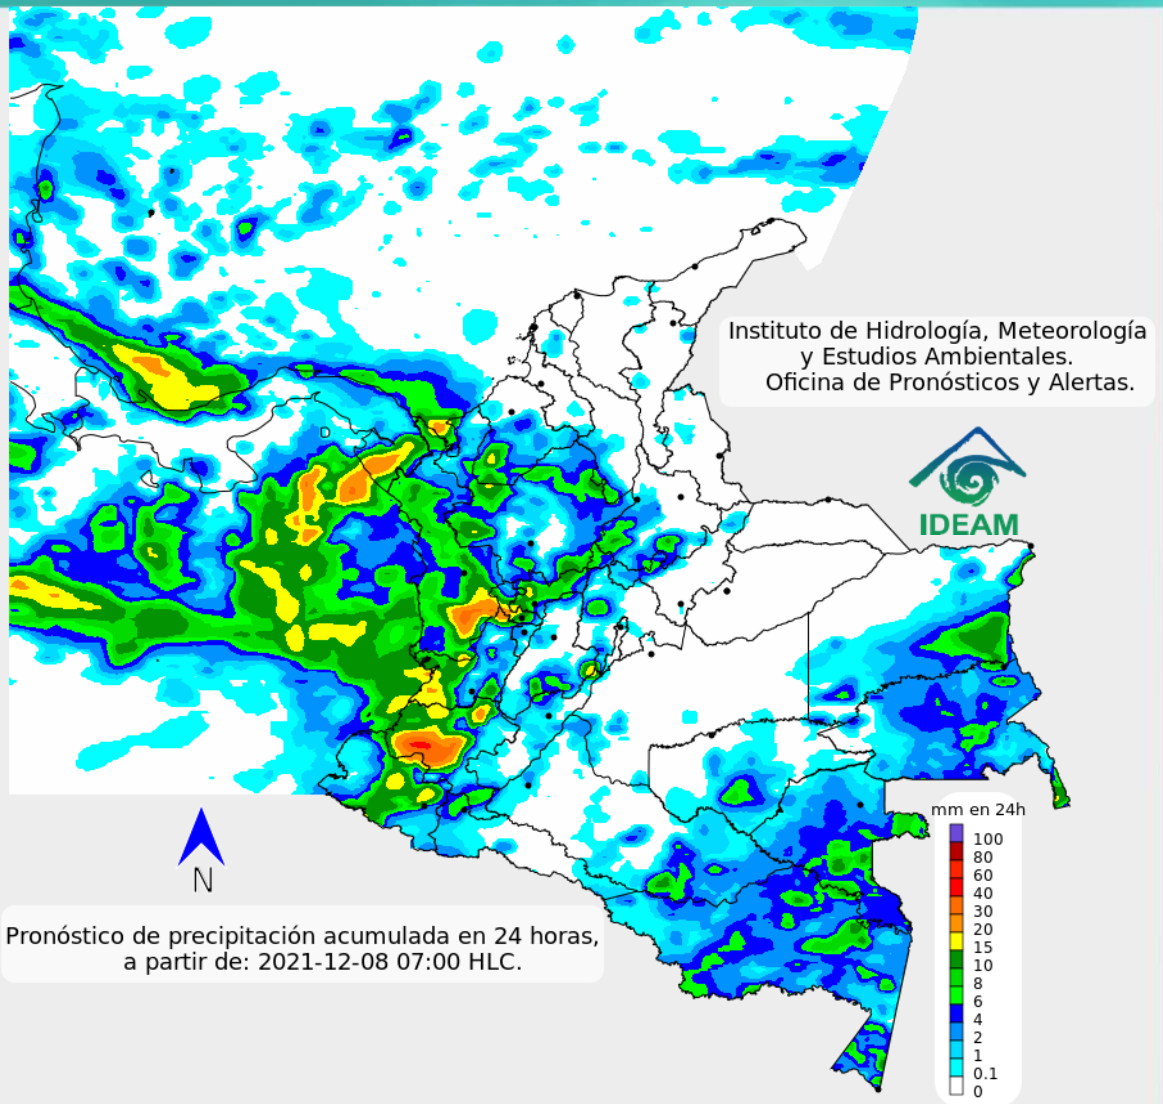 Instituto de Hidrología, Meteorología
y Estudios Ambientales.
Oficina de Pronósticos y Alertas.
IDEAM
mm en 24h
100
80
60
40
30
20
15
10
8
6
4
2
1
0.1
0
N
Pronóstico de precipitación acumulada en 24 horas,
a partir de: 2021-12-08 07:00 HLC.